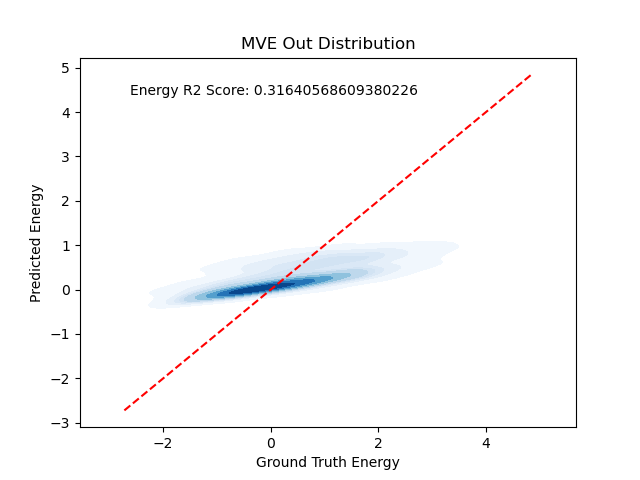 MVE Out Distribution
Energy R2 Score: 0.31640568609380226
5
4
3
2
1
0
−1
−2
−3
Predicted Energy
−2 0 2 4
Ground Truth Energy